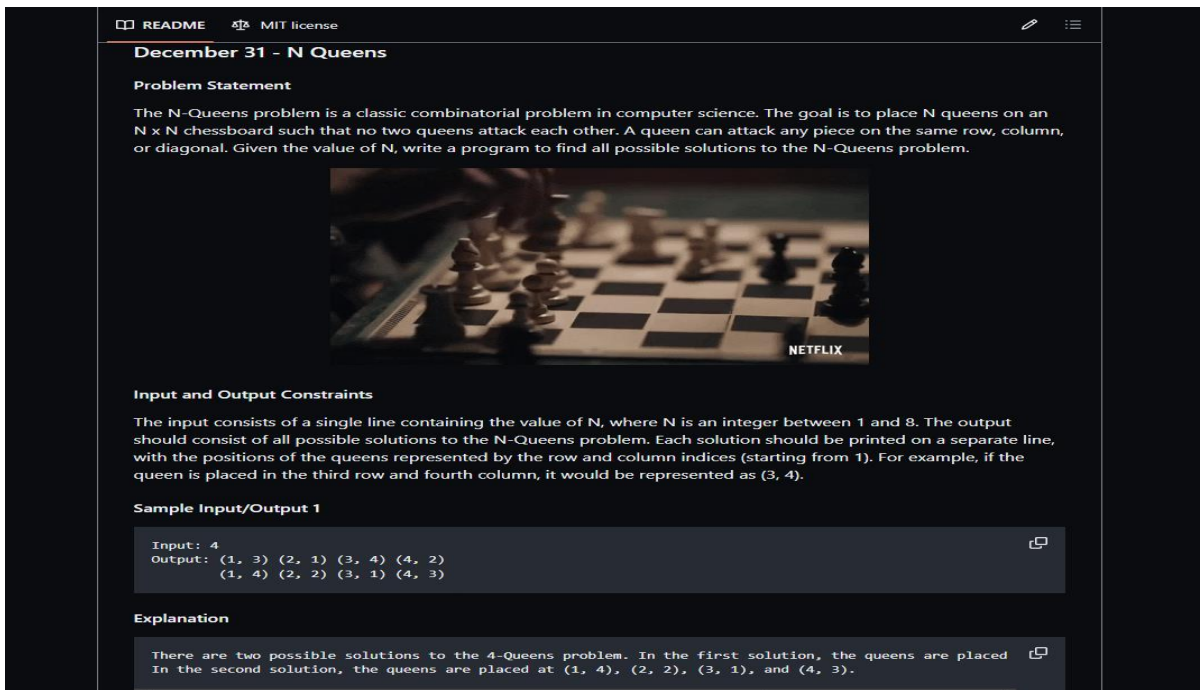 README MIT license
December 31 - N Queens
Problem Statement
The N-Queens problem is a classic combinatorial problem in computer science. The goal is to place N queens on an
N x N chessboard such that no two queens attack each other. A queen can attack any piece on the same row, column,
or diagonal. Given the value of N, write a program to find all possible solutions to the N-Queens problem.
NETFLIX
Input and Output Constraints
The input consists of a single line containing the value of N, where N is an integer between 1 and 8. The output
should consist of all possible solutions to the N-Queens problem. Each solution should be printed on a separate line,
with the positions of the queens represented by the row and column indices (starting from 1). For example, if the
queen is placed in the third row and fourth column, it would be represented as (3, 4).
Sample Input/Output 1
Input: 4
Output: (1, 3) (2, 1) (3, 4) (4, 2)
(1, 4) (2, 2) (3, 1) (4, 3)
Explanation
There are two possible solutions to the 4-Queens problem. In the first solution, the queens are placed
In the second solution, the queens are placed at (1, 4), (2, 2), (3, 1), and (4, 3).